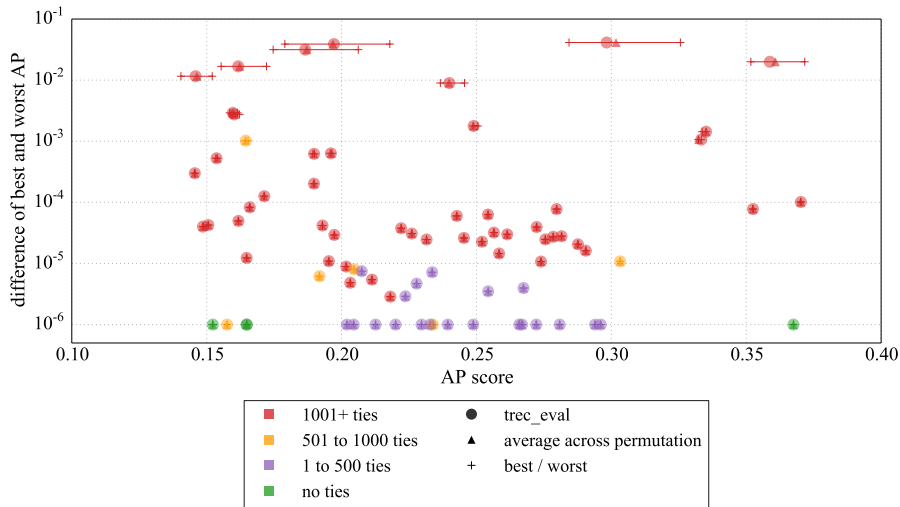 10⁻¹
10⁻²
10⁻³
10⁻⁴
10⁻⁵
10⁻⁶
difference of best and worst AP
0.10 0.15 0.20 0.25 0.30 0.35 0.40
AP score
1001+ ties
501 to 1000 ties
1 to 500 ties
no ties
trec_eval
average across permutation
best / worst